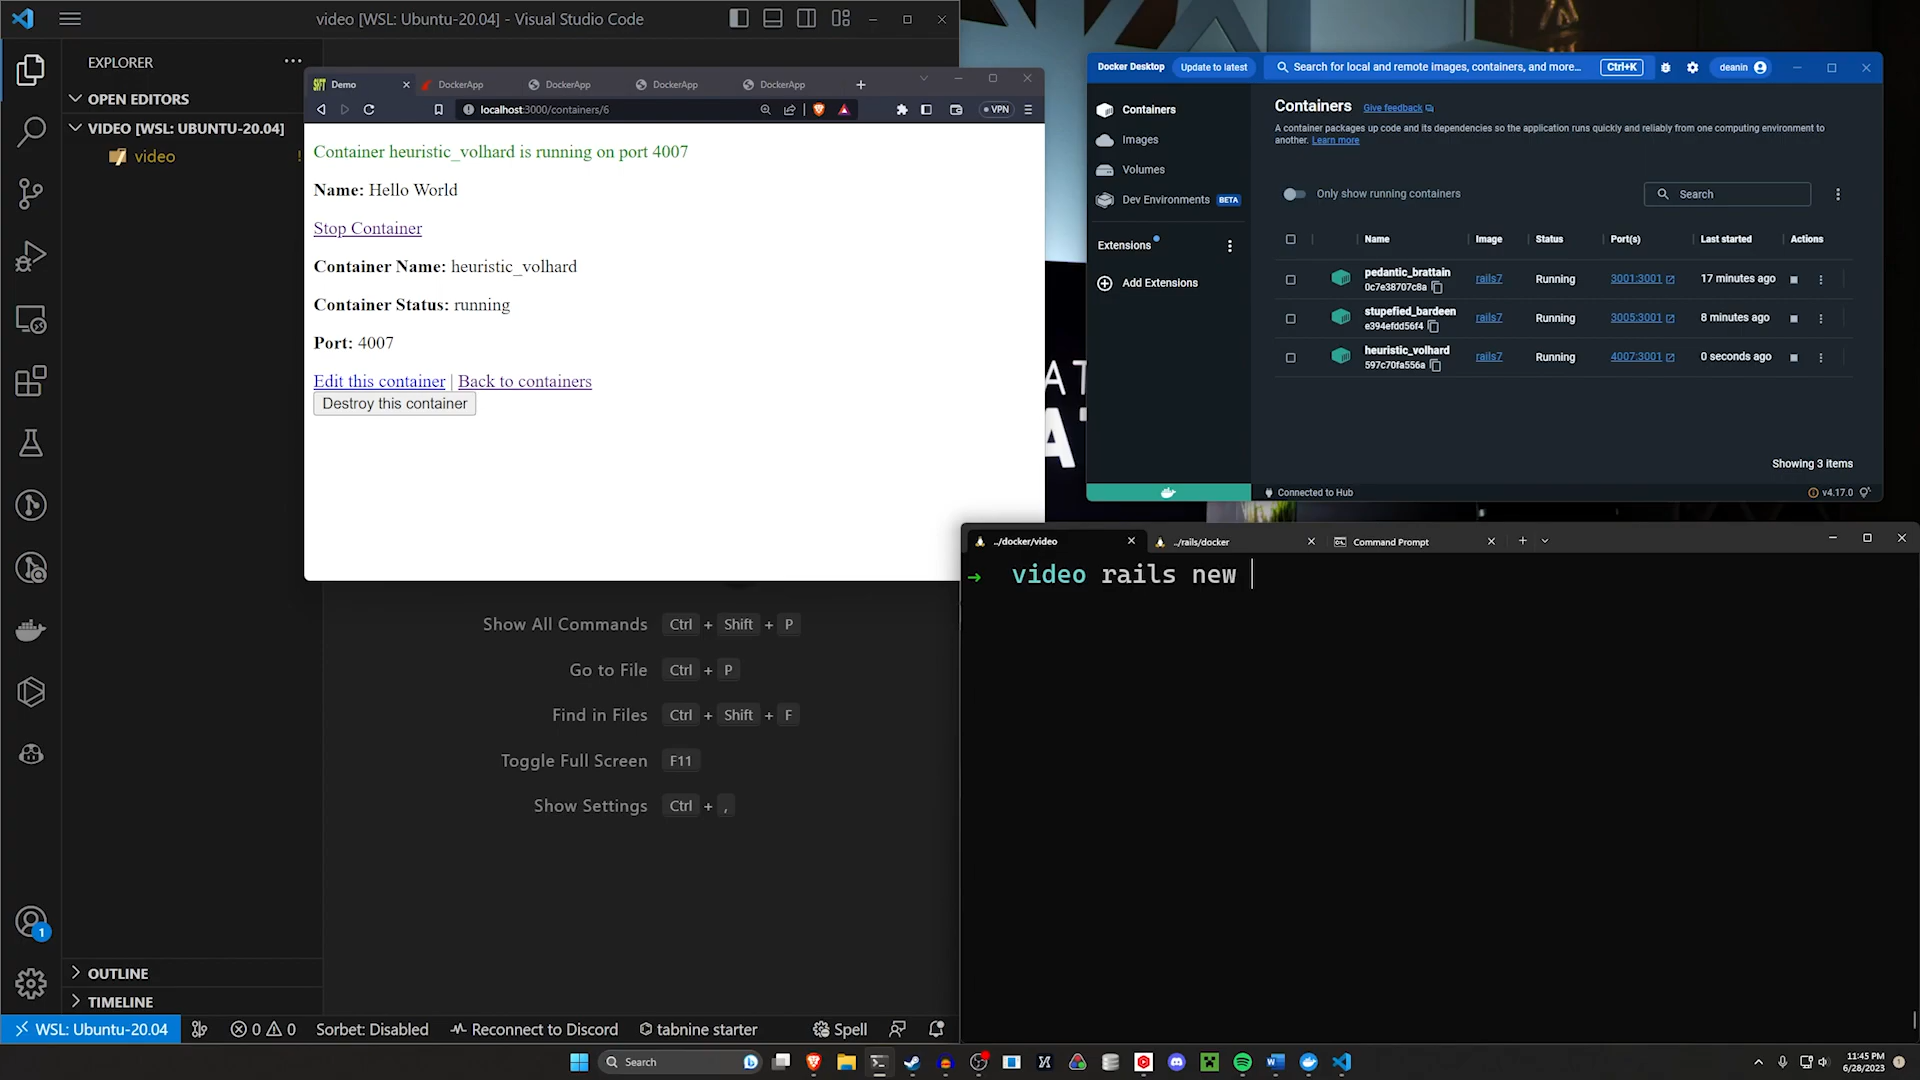 video [WSL: Ubuntu-20.04] - Visual Studio Code
EXPLORER
OPEN EDITORS
VIDEO [WSL: UBUNTU-20.04]
video
!
Demo
DockerApp
DockerApp
DockerApp
DockerApp
localhost:3000/containers/6
VPN
Container heuristic_volhard is running on port 4007
Name: Hello World
Stop Container
Container Name: heuristic_volhard
Container Status: running
Port: 4007
Edit this container | Back to containers
Destroy this container
Show All Commands Ctrl + Shift + P
Go to File Ctrl + P
Find in Files Ctrl + Shift + F
Toggle Full Screen F11
Show Settings Ctrl + ,
1
OUTLINE
TIMELINE
WSL: Ubuntu-20.04
0 0
Sorbet: Disabled
Reconnect to Discord
tabnine starter
Spell
Docker Desktop
Update to latest
Search for local and remote images, containers, and more...
Ctrl+K
deanin
Containers
Images
Volumes
Dev Environments BETA
Extensions
Add Extensions
Containers Give feedback
A container packages up code and its dependencies so the application runs quickly and reliably from one computing environment to
another. Learn more
Only show running containers
Search
Name Image Status Port(s) Last started Actions
pedantic_brattain rails7 Running 3001:3001 17 minutes ago
0c7e38707c8a
stupefied_bardeen rails7 Running 3005:3001 8 minutes ago
e394efdd56f4
heuristic_volhard rails7 Running 4007:3001 0 seconds ago
597c70fa556a
Showing 3 items
Connected to Hub
v4.17.0
AT
../docker/video
../rails/docker
Command Prompt
→ video rails new
Search
11:45 PM
6/28/2023